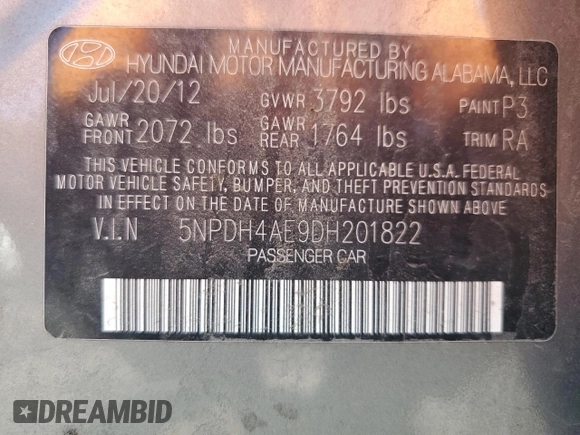 MANUFACTURED BY
HYUNDAI MOTOR MANUFACTURING ALABAMA, LLC
Jul/20/12 GVWR 3792 lbs PAINT P3
GAWR FRONT 2072 lbs GAWR REAR 1764 lbs TRIM RA
THIS VEHICLE CONFORMS TO ALL APPLICABLE U.S.A. FEDERAL
MOTOR VEHICLE SAFETY, BUMPER, AND THEFT PREVENTION STANDARDS
IN EFFECT ON THE DATE OF MANUFACTURE SHOWN ABOVE.
V.I.N 5NPDH4AE9DH201822
PASSENGER CAR
DREAMBID